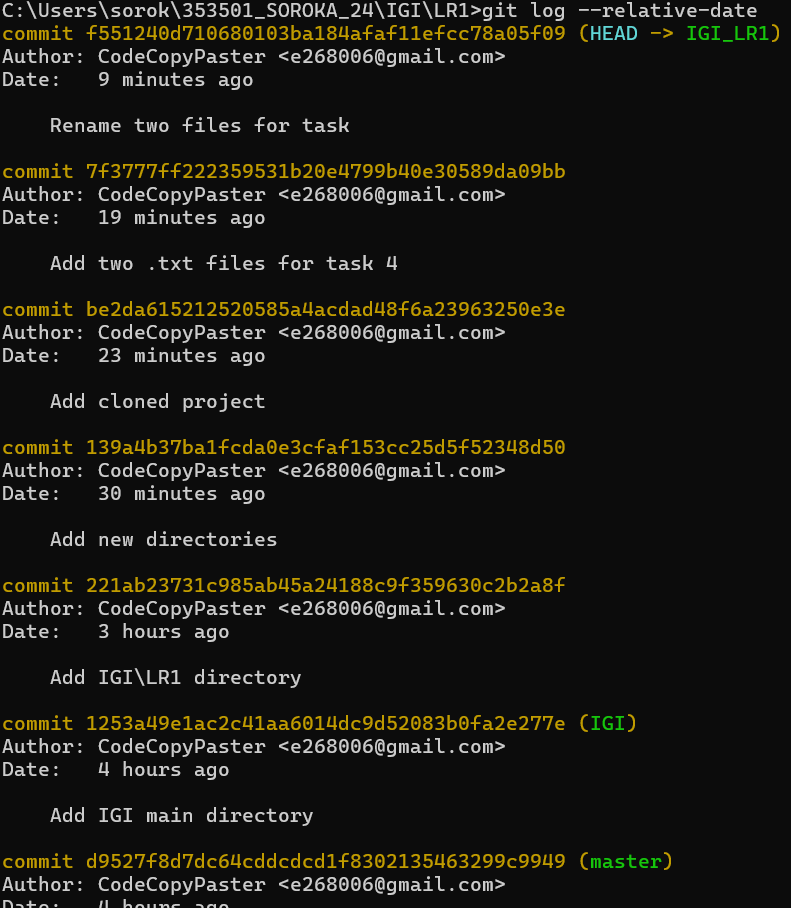 C:\Users\sorok\353501_SOROKA_24\IGI\LR1>git log --relative-date
commit f551240d710680103ba184afaf11efcc78a05f09 (HEAD -> IGI_LR1)
Author: CodeCopyPaster <e268006@gmail.com>
Date:   9 minutes ago
    Rename two files for task
commit 7f3777ff222359531b20e4799b40e30589da09bb
Author: CodeCopyPaster <e268006@gmail.com>
Date:   19 minutes ago
    Add two .txt files for task 4
commit be2da615212520585a4acdad48f6a23963250e3e
Author: CodeCopyPaster <e268006@gmail.com>
Date:   23 minutes ago
    Add cloned project
commit 139a4b37ba1fcda0e3cfaf153cc25d5f52348d50
Author: CodeCopyPaster <e268006@gmail.com>
Date:   30 minutes ago
    Add new directories
commit 221ab23731c985ab45a24188c9f359630c2b2a8f
Author: CodeCopyPaster <e268006@gmail.com>
Date:   3 hours ago
    Add IGI\LR1 directory
commit 1253a49e1ac2c41aa6014dc9d52083b0fa2e277e (IGI)
Author: CodeCopyPaster <e268006@gmail.com>
Date:   4 hours ago
    Add IGI main directory
commit d9527f8d7dc64cddcdcd1f8302135463299c9949 (master)
Author: CodeCopyPaster <e268006@gmail.com>
Date:   4 hours ago